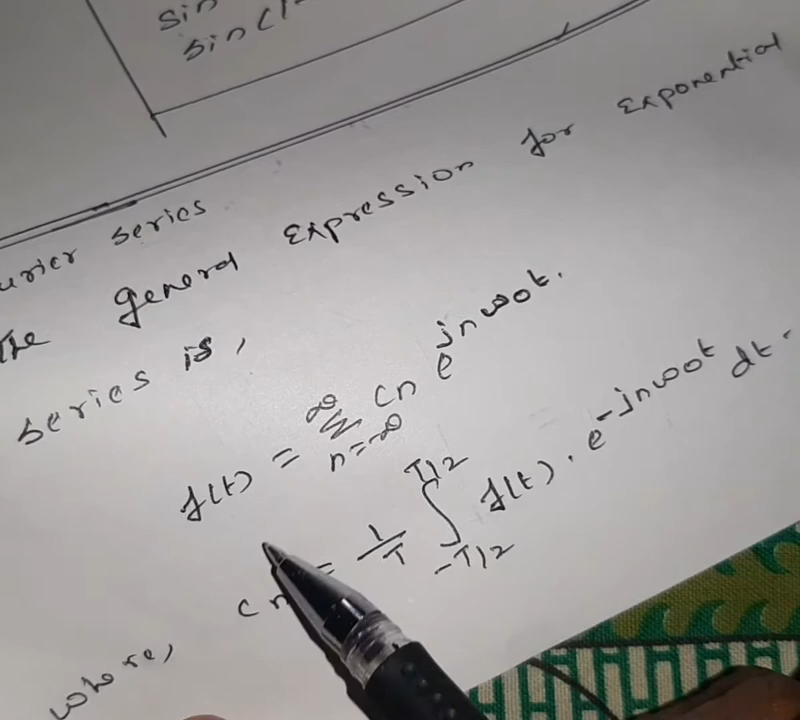 sin
sin(1-
urier series
The general Expression for Exponential
series is,
f(t) = ∞ Σ n=-∞ cn e^jnω0t.
where, cn = 1/T ∫ -T/2 T/2 f(t). e^-jnω0t dt.